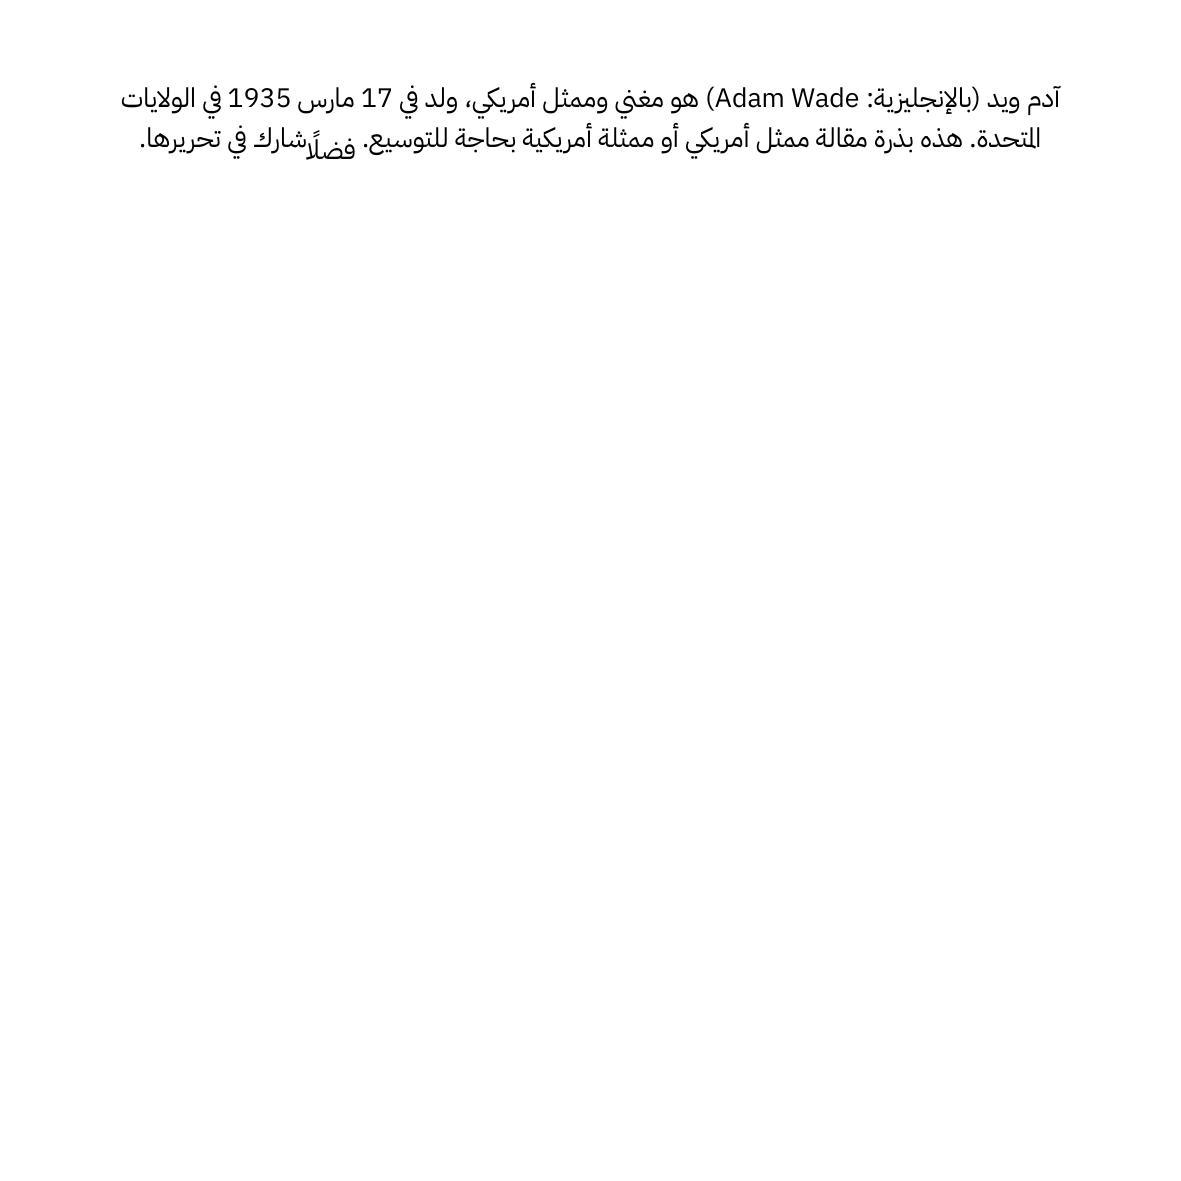 آدم ويد (بالإنجليزية: Adam Wade) هو مغني وممثل أمريكي، ولد في 17 مارس 1935 في الولايات
المتحدة. هذه بذرة مقالة ممثل أمريكي أو ممثلة أمريكية بحاجة للتوسيع. فضلًا شارك في تحريرها.